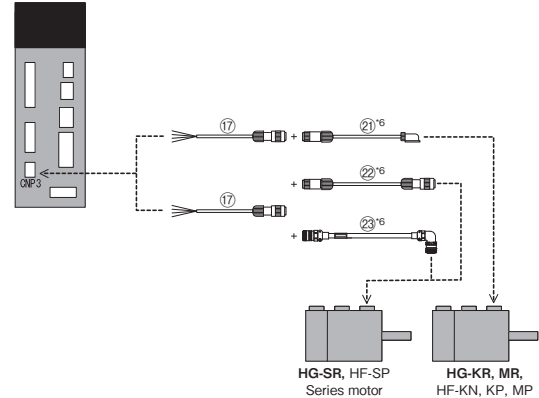 ⑰ + ㉑*6
㉒*6
+
CNP3
⑰
㉓*6
+
HG-SR, HF-SP
Series motor
HG-KR, MR,
HF-KN, KP, MP